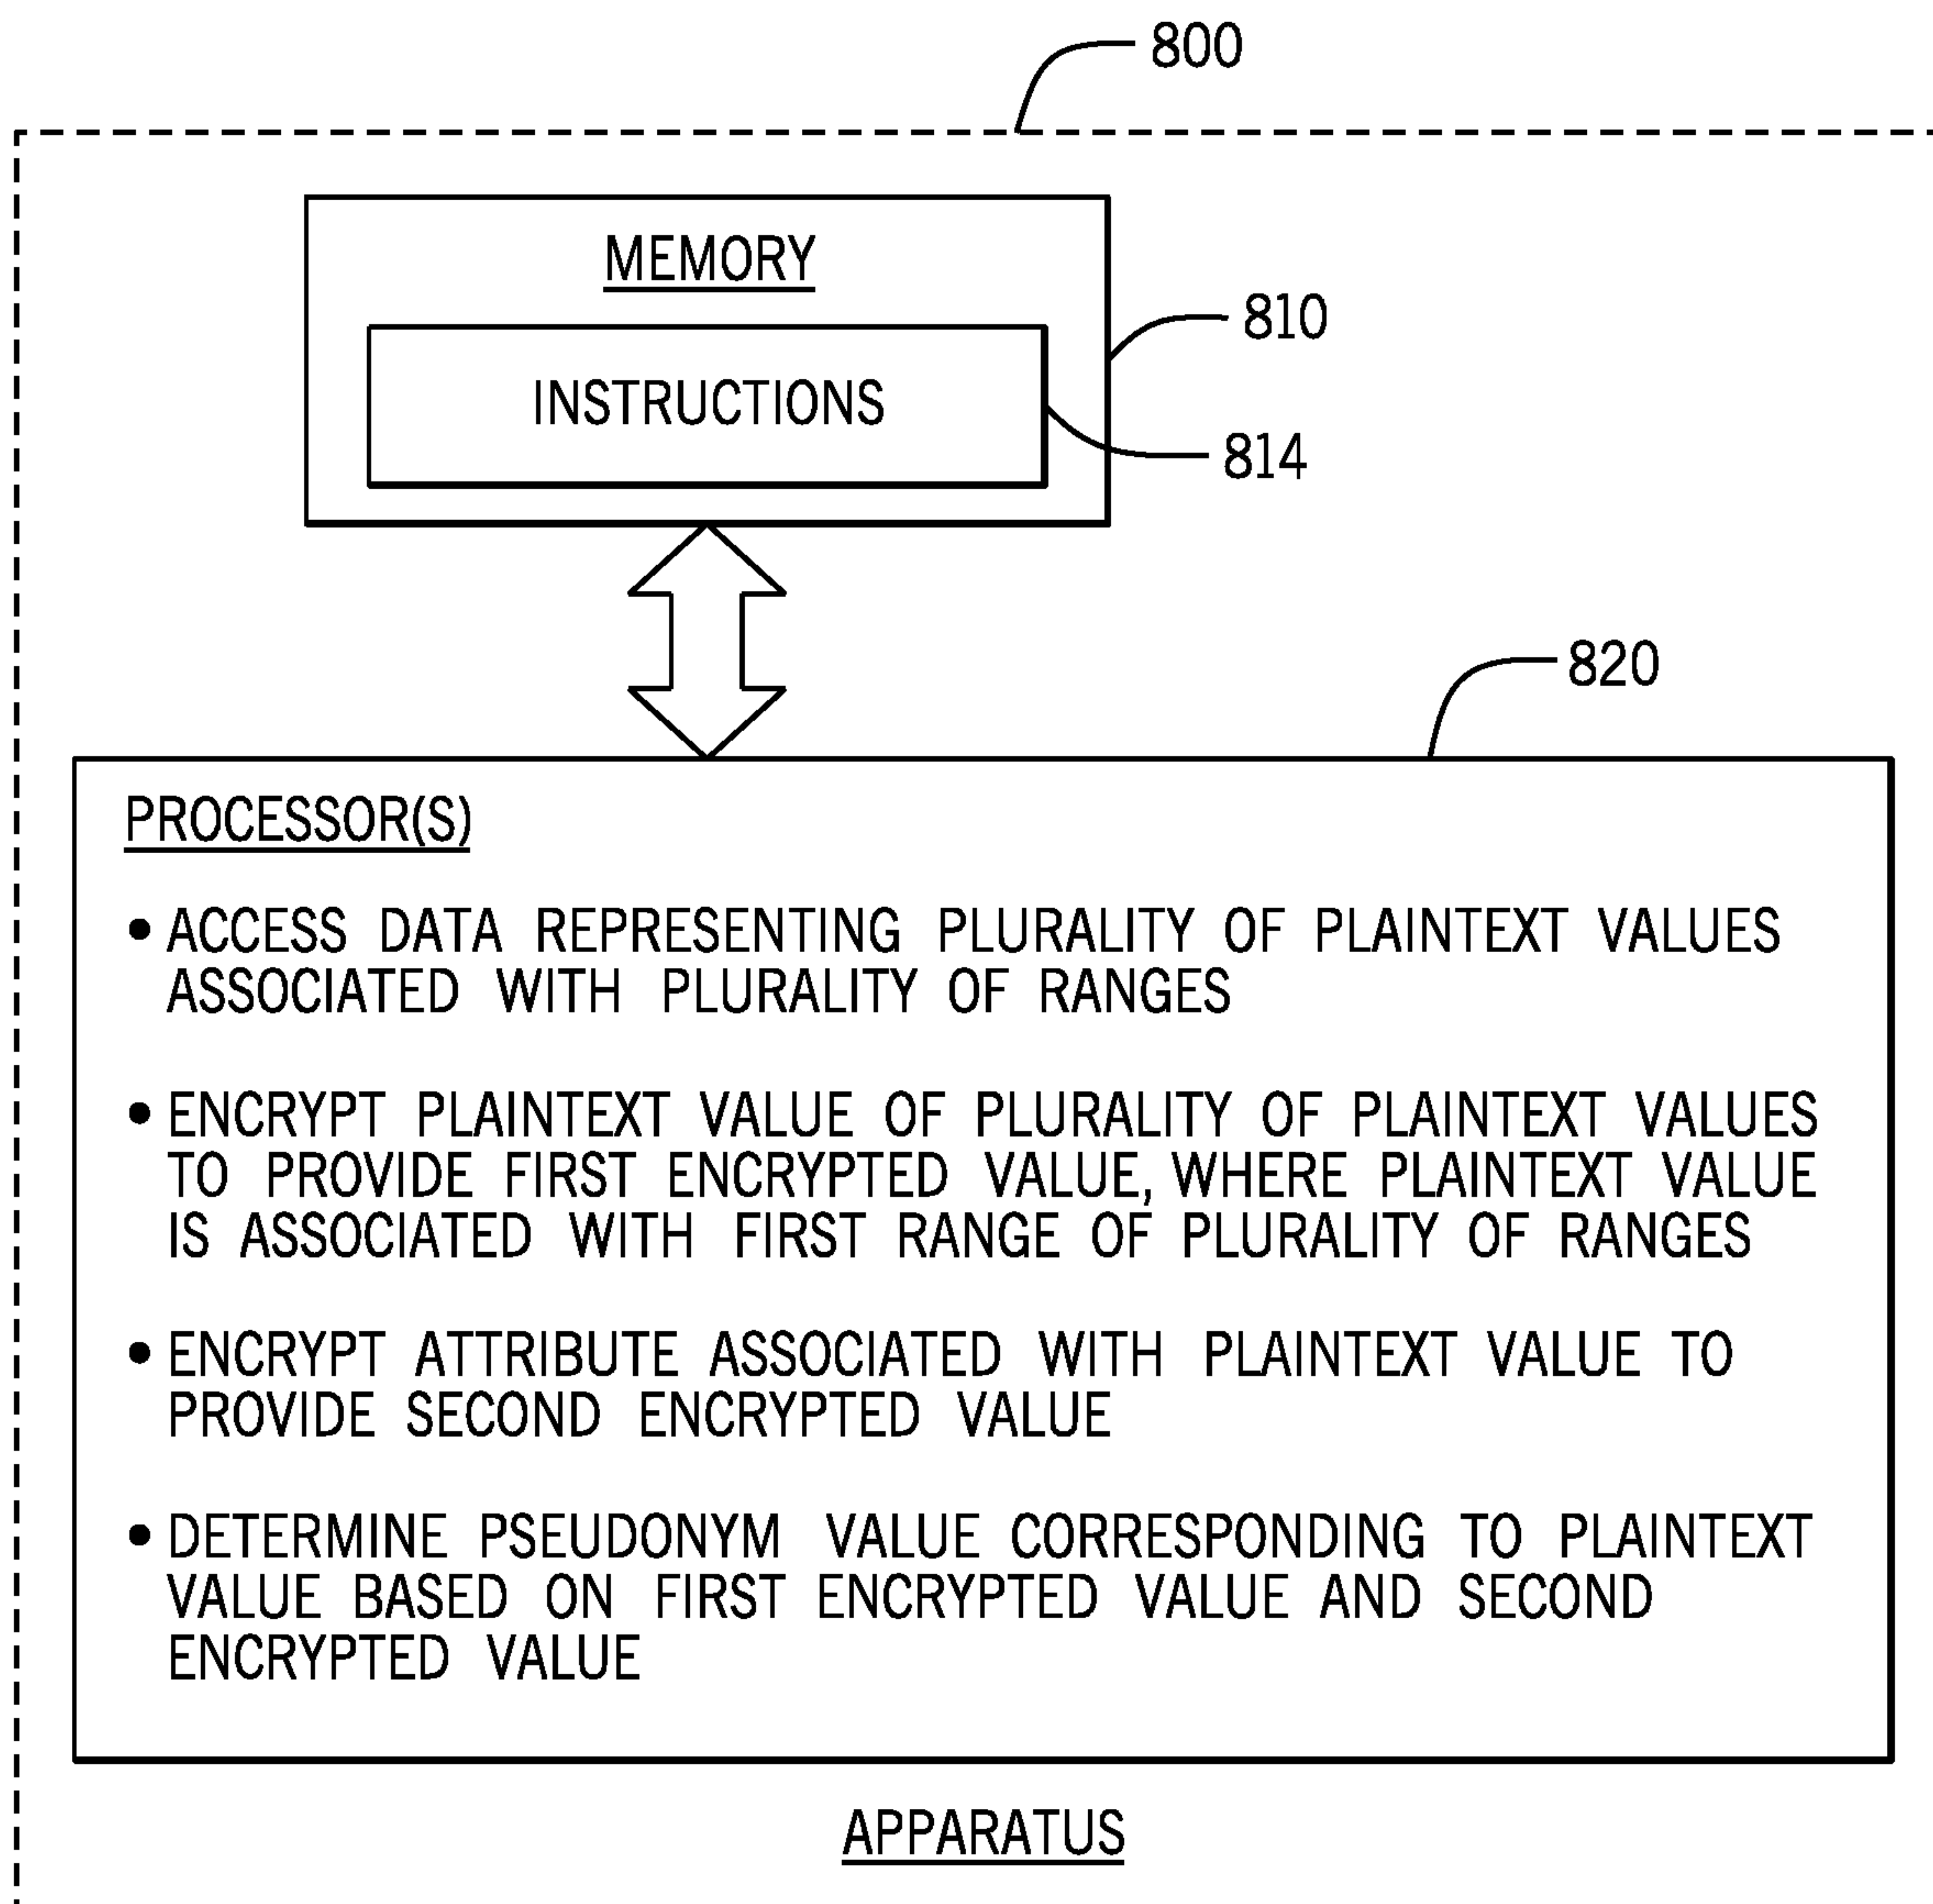 800
MEMORY
810
INSTRUCTIONS
814
820
PROCESSOR(S)
• ACCESS DATA REPRESENTING PLURALITY OF PLAINTEXT VALUES
ASSOCIATED WITH PLURALITY OF RANGES
• ENCRYPT PLAINTEXT VALUE OF PLURALITY OF PLAINTEXT VALUES
TO PROVIDE FIRST ENCRYPTED VALUE, WHERE PLAINTEXT VALUE
IS ASSOCIATED WITH FIRST RANGE OF PLURALITY OF RANGES
• ENCRYPT ATTRIBUTE ASSOCIATED WITH PLAINTEXT VALUE TO
PROVIDE SECOND ENCRYPTED VALUE
• DETERMINE PSEUDONYM VALUE CORRESPONDING TO PLAINTEXT
VALUE BASED ON FIRST ENCRYPTED VALUE AND SECOND
ENCRYPTED VALUE
APPARATUS